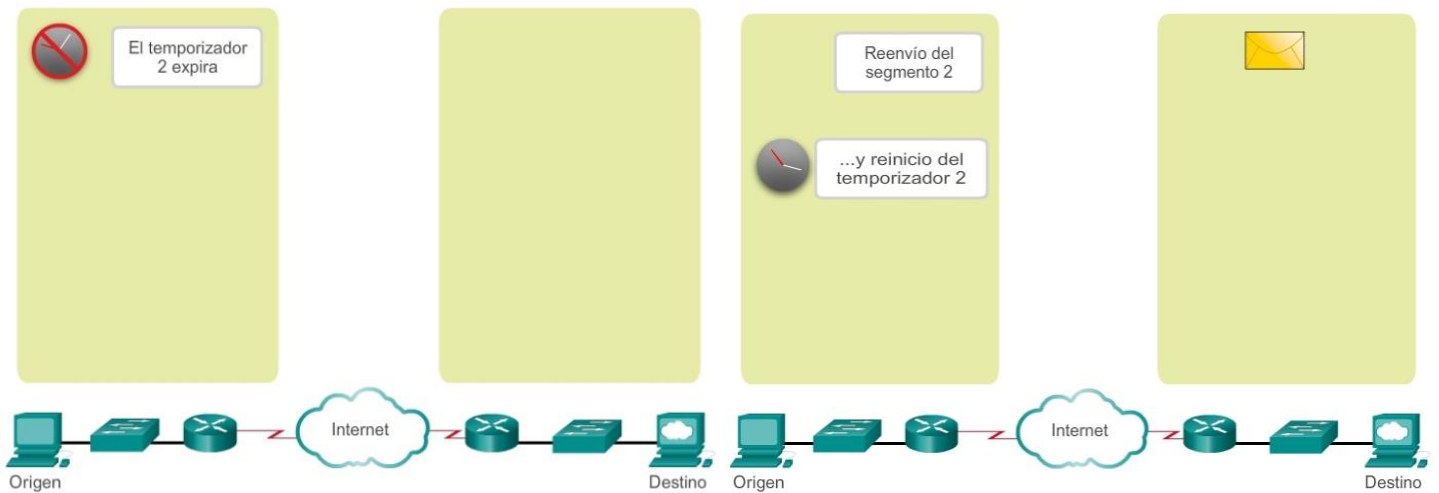 El temporizador
2 expira
Internet
Origen
Destino
Reenvío del
segmento 2
...y reinicio del
temporizador 2
Internet
Origen
Destino